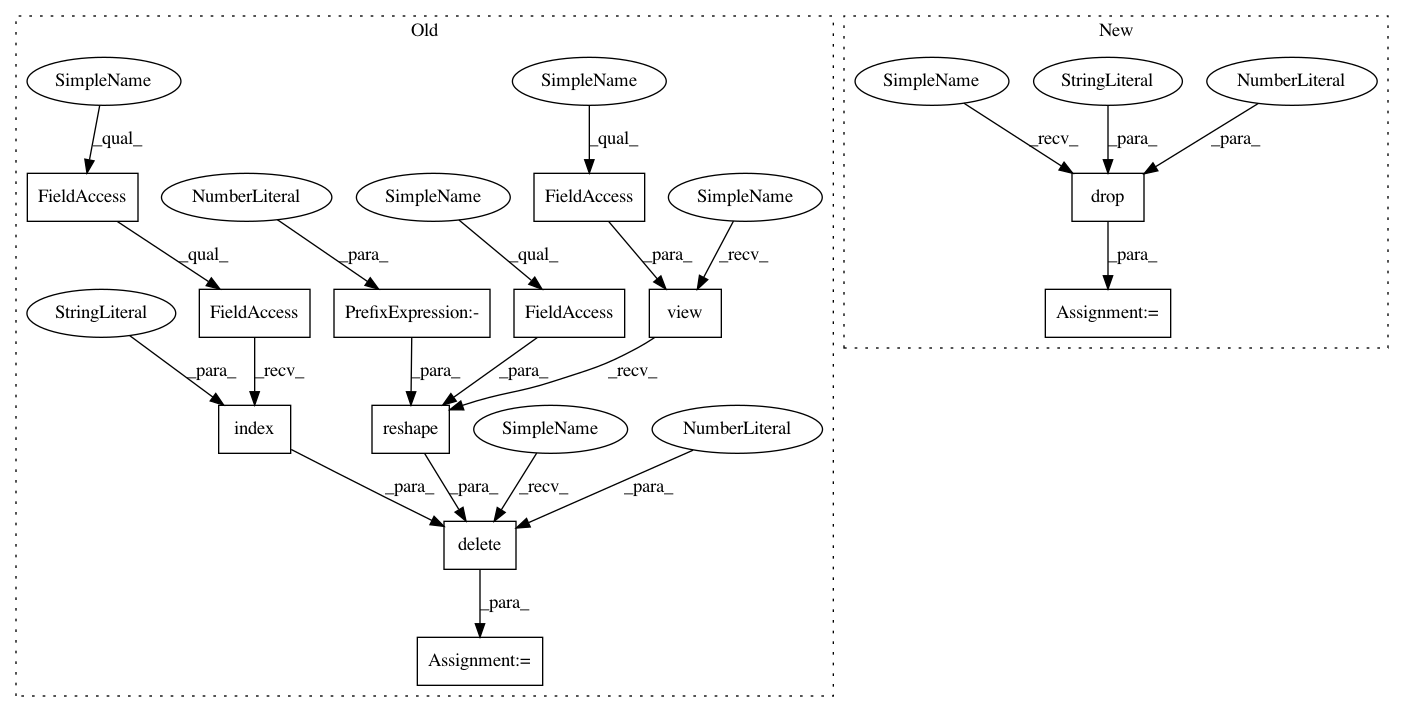 Old
New
SimpleName
SimpleName
SimpleName
StringLiteral
NumberLiteral
_qual_
_qual_
_recv_
_para_
_para_
FieldAccess
NumberLiteral
SimpleName
FieldAccess
SimpleName
drop
_qual_
_para_
_qual_
_para_
_recv_
_para_
StringLiteral
FieldAccess
PrefixExpression:-
FieldAccess
view
Assignment:=
_para_
_recv_
_para_
_para_
_recv_
index
reshape
SimpleName
NumberLiteral
_para_
_para_
_recv_
_para_
delete
_para_
Assignment:=